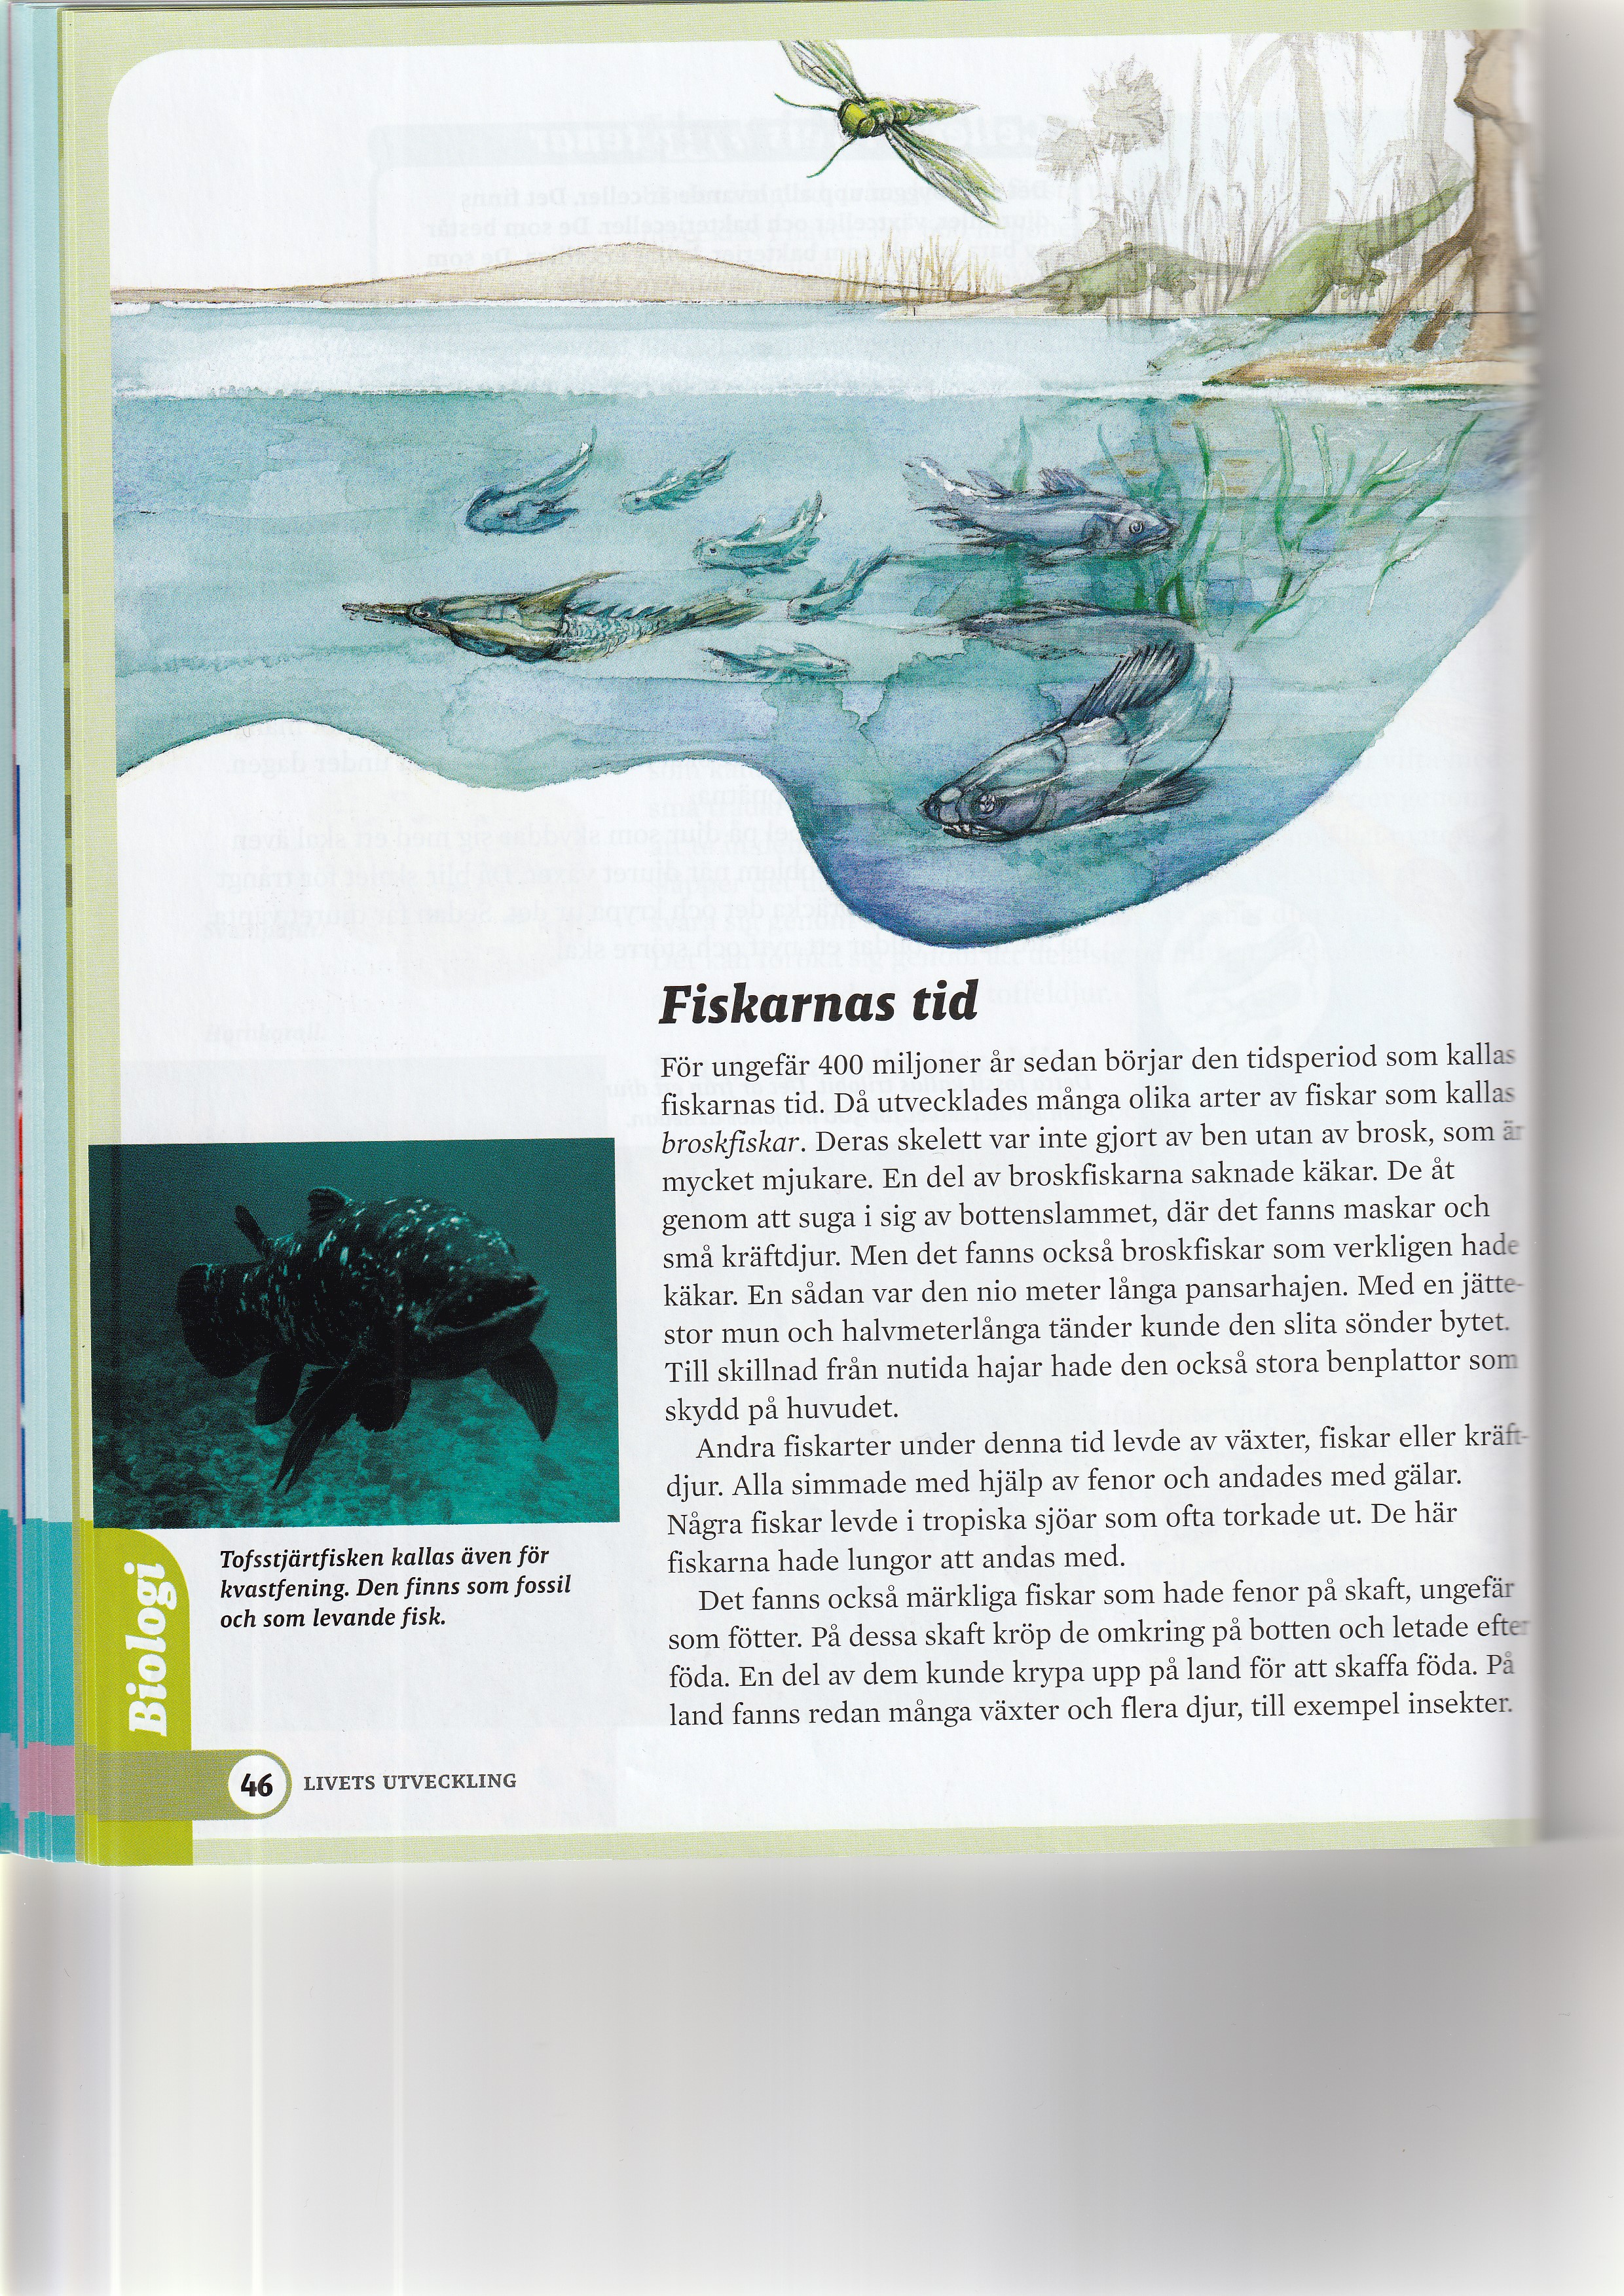 Fiskarnas tid
För ungefär 400 miljoner år sedan börjar den tidsperiod som kallas
fiskarnas tid. Då utvecklades många olika arter av fiskar som kallas
broskfiskar. Deras skelett var inte gjort av ben utan av brosk, som är
mycket mjukare. En del av broskfiskarna saknade käkar. De åt
genom att suga i sig av bottenslammet, där det fanns maskar och
små kräftdjur. Men det fanns också broskfiskar som verkligen hade
käkar. En sådan var den nio meter långa pansarhajen. Med en jätte-
stor mun och halvmeterlånga tänder kunde den slita sönder bytet.
Till skillnad från nutida hajar hade den också stora benplattor som
skydd på huvudet.
Andra fiskarter under denna tid levde av växter, fiskar eller kräft-
djur. Alla simmade med hjälp av fenor och andades med gälar.
Några fiskar levde i tropiska sjöar som ofta torkade ut. De här
fiskarna hade lungor att andas med.
Det fanns också märkliga fiskar som hade fenor på skaft, ungefär
som fötter. På dessa skaft kröp de omkring på botten och letade efter
föda. En del av dem kunde krypa upp på land för att skaffa föda. På
land fanns redan många växter och flera djur, till exempel insekter.
Tofsstjärtfisken kallas även för
kvastfening. Den finns som fossil
och som levande fisk.
Biologi
46 LIVETS UTVECKLING